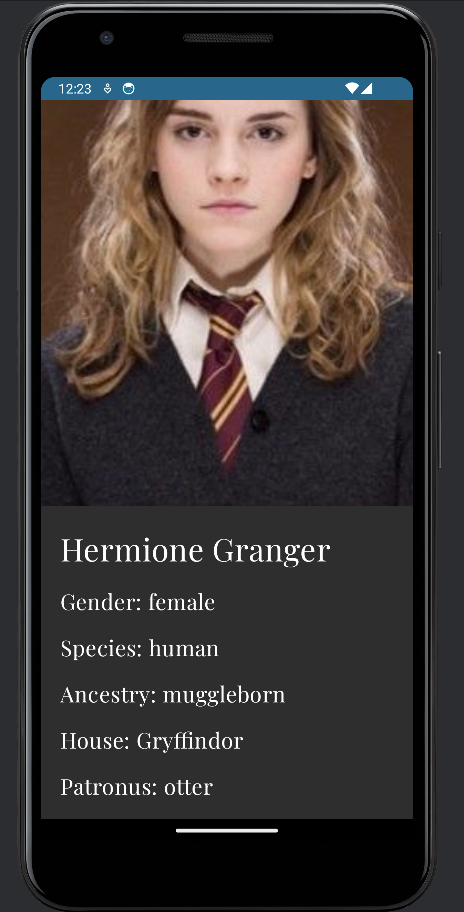 12:23
Hermione Granger
Gender: female
Species: human
Ancestry: muggleborn
House: Gryffindor
Patronus: otter